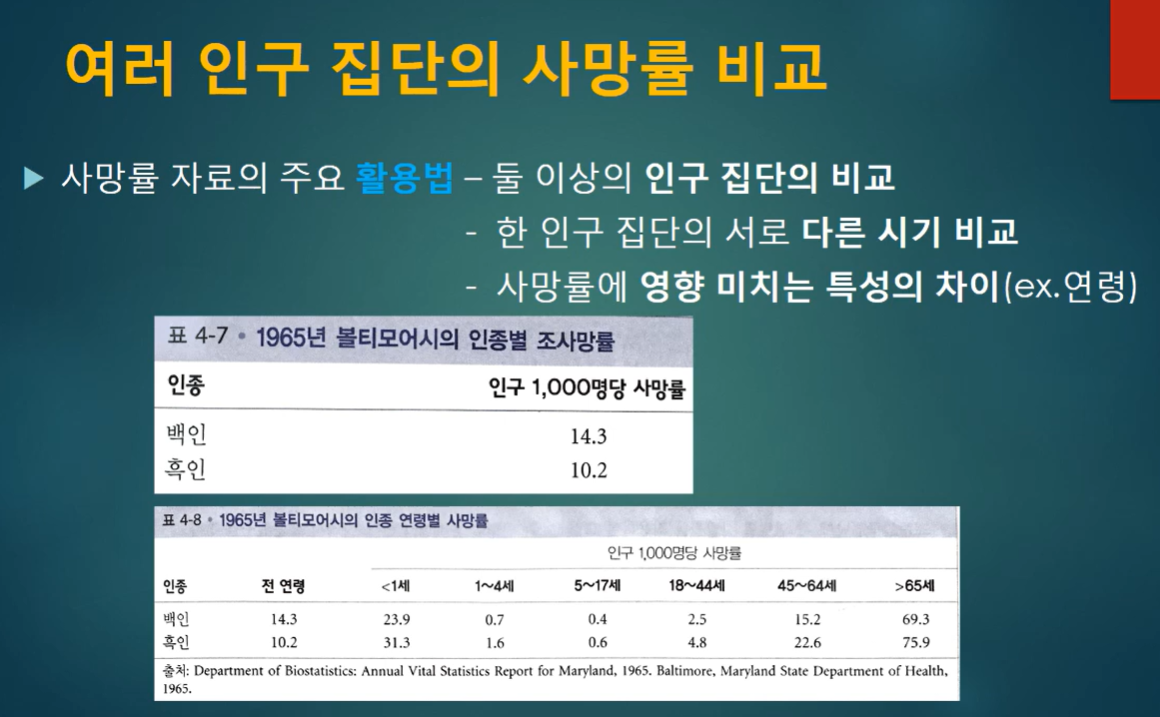 여러 인구 집단의 사망률 비교
▶ 사망률 자료의 주요 활용법 – 둘 이상의 인구 집단의 비교
- 한 인구 집단의 서로 다른 시기 비교
- 사망률에 영향 미치는 특성의 차이(ex.연령)
표 4-7 • 1965년 볼티모어시의 인종별 조사망률
인종 인구 1,000명당 사망률
백인 14.3
흑인 10.2
표 4-8 • 1965년 볼티모어시의 인종 연령별 사망률
인구 1,000명당 사망률
인종 전 연령 <1세 1~4세 5~17세 18~44세 45~64세 >65세
백인 14.3 23.9 0.7 0.4 2.5 15.2 69.3
흑인 10.2 31.3 1.6 0.6 4.8 22.6 75.9
출처: Department of Biostatistics: Annual Vital Statistics Report for Maryland, 1965. Baltimore, Maryland State Department of Health,
1965.